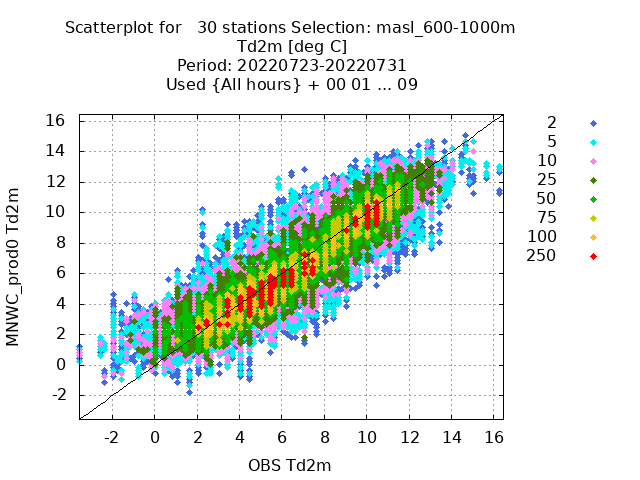 Scatterplot for   30 stations Selection: masl_600-1000m
Td2m [deg C]
Period: 20220723-20220731
Used {All hours} + 00 01 ... 09
MNWC_prod0 Td2m
16
14
12
10
8
6
4
2
0
-2
-2 0 2 4 6 8 10 12 14 16
OBS Td2m
2
5
10
25
50
75
100
250